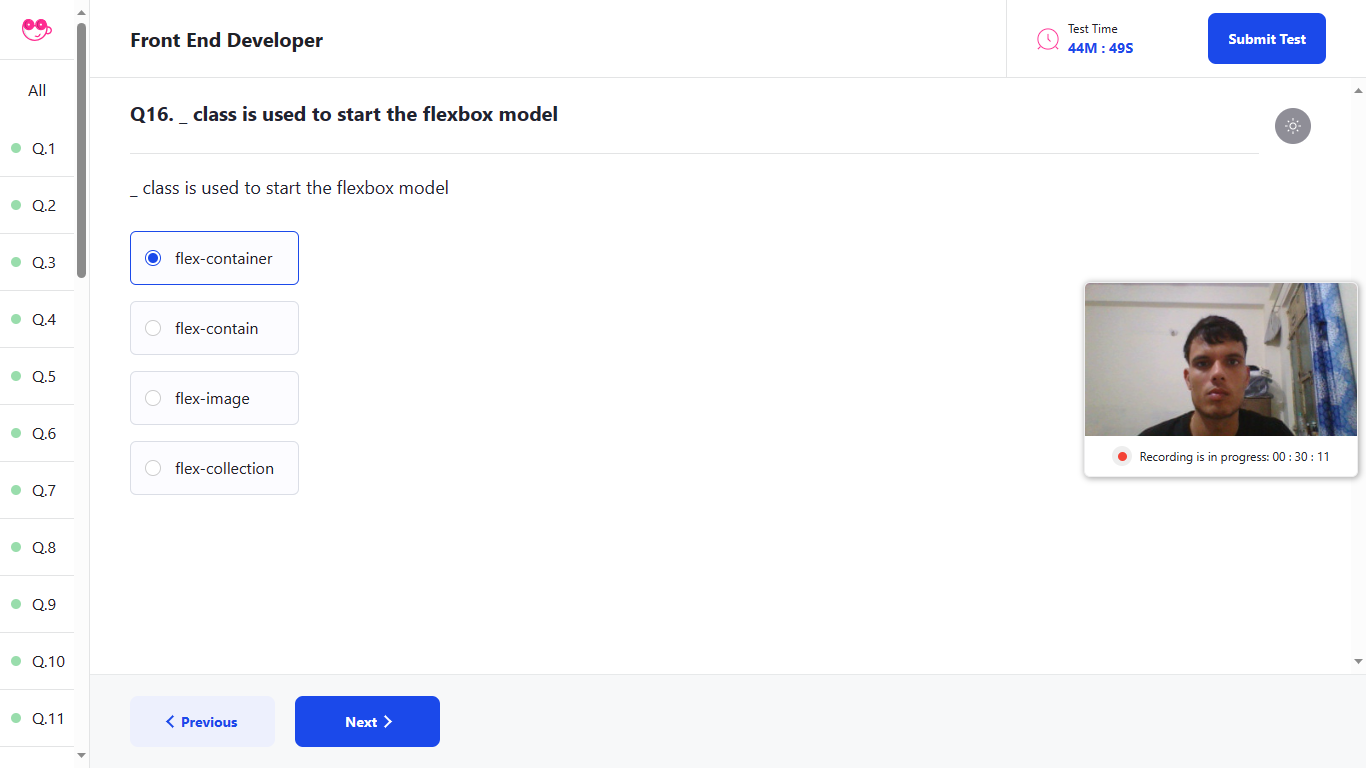 Front End Developer
Test Time
44M : 49S
Submit Test
All
Q.1
Q.2
Q.3
Q.4
Q.5
Q.6
Q.7
Q.8
Q.9
Q.10
Q.11
Q16. _ class is used to start the flexbox model
_ class is used to start the flexbox model
flex-container
flex-contain
flex-image
flex-collection
Recording is in progress: 00 : 30 : 11
Previous
Next